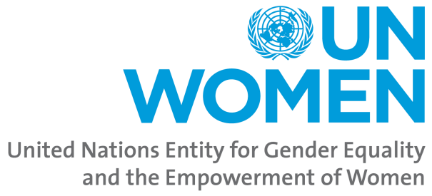 UN
WOMEN
United Nations Entity for Gender Equality
and the Empowerment of Women